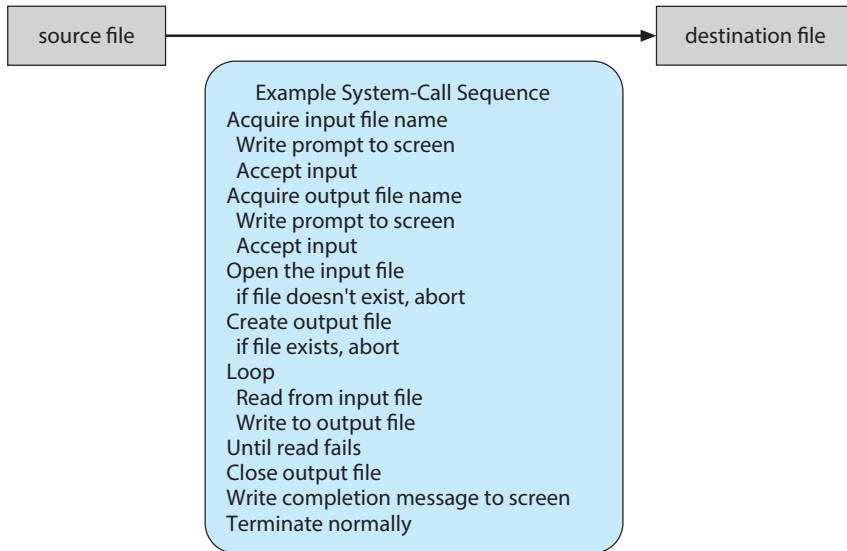 source file
destination file
Example System-Call Sequence
Acquire input file name
Write prompt to screen
Accept input
Acquire output file name
Write prompt to screen
Accept input
Open the input file
if file doesn't exist, abort
Create output file
if file exists, abort
Loop
Read from input file
Write to output file
Until read fails
Close output file
Write completion message to screen
Terminate normally